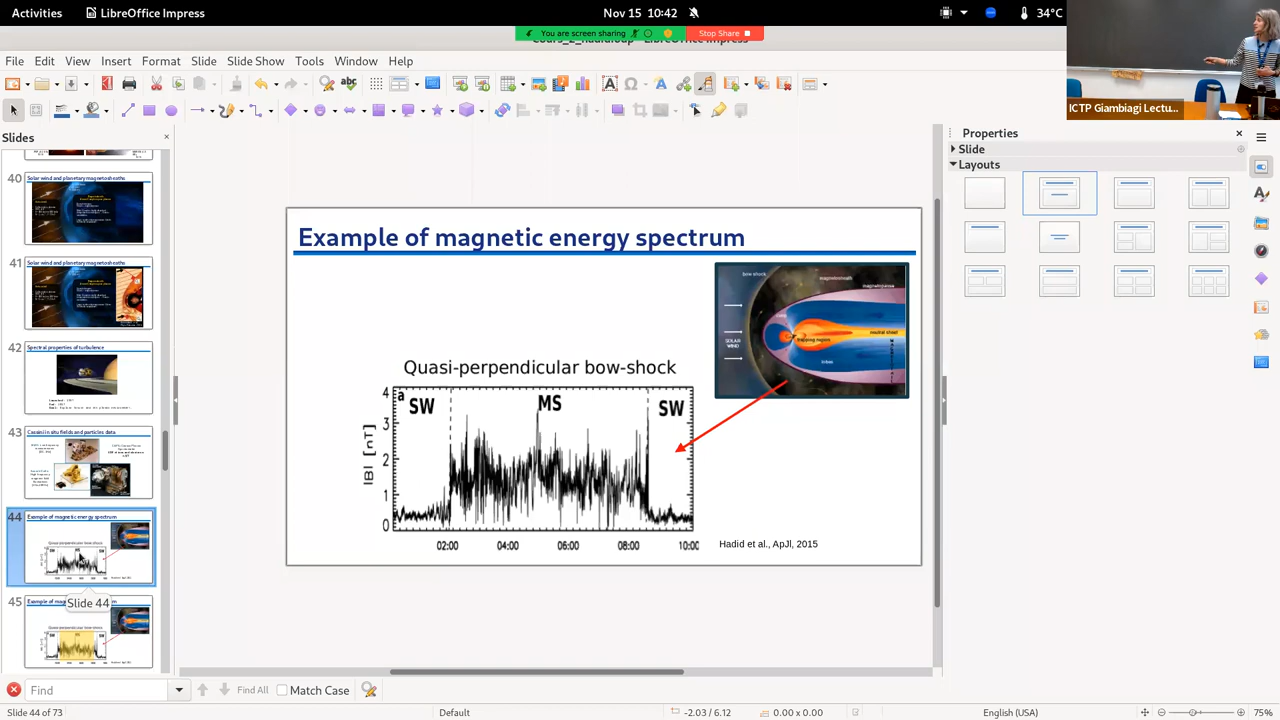 Activities
LibreOffice Impress
Nov 15 10:42
34°C
You are screen sharing
Stop Share
File Edit View Insert Format Slide Slide Show Tools Window Help
ICTP Giambiagi Lectu...
Slides
Properties
Slide
Layouts
40
Solar wind and planetary magnetosheaths
41
Solar wind and planetary magnetosheaths
42
Spectral properties of turbulence
43
Cassini in situ fields and particles data
44
Example of magnetic energy spectrum
Slide 44
45
Example of magnetic energy spectrum
bow shock
magnetosheath
magnetopause
SOLAR
WIND
trapping region
neutral sheet
lobes
Quasi-perpendicular bow-shock
a
SW
MS
SW
|B| [nT]
4
3
2
1
0
02:00 04:00 06:00 08:00 10:00
Hadid et al., ApJl, 2015
Find
Find All
Match Case
Slide 44 of 73
Default
-2.03 / 6.12
0.00 x 0.00
English (USA)
75%